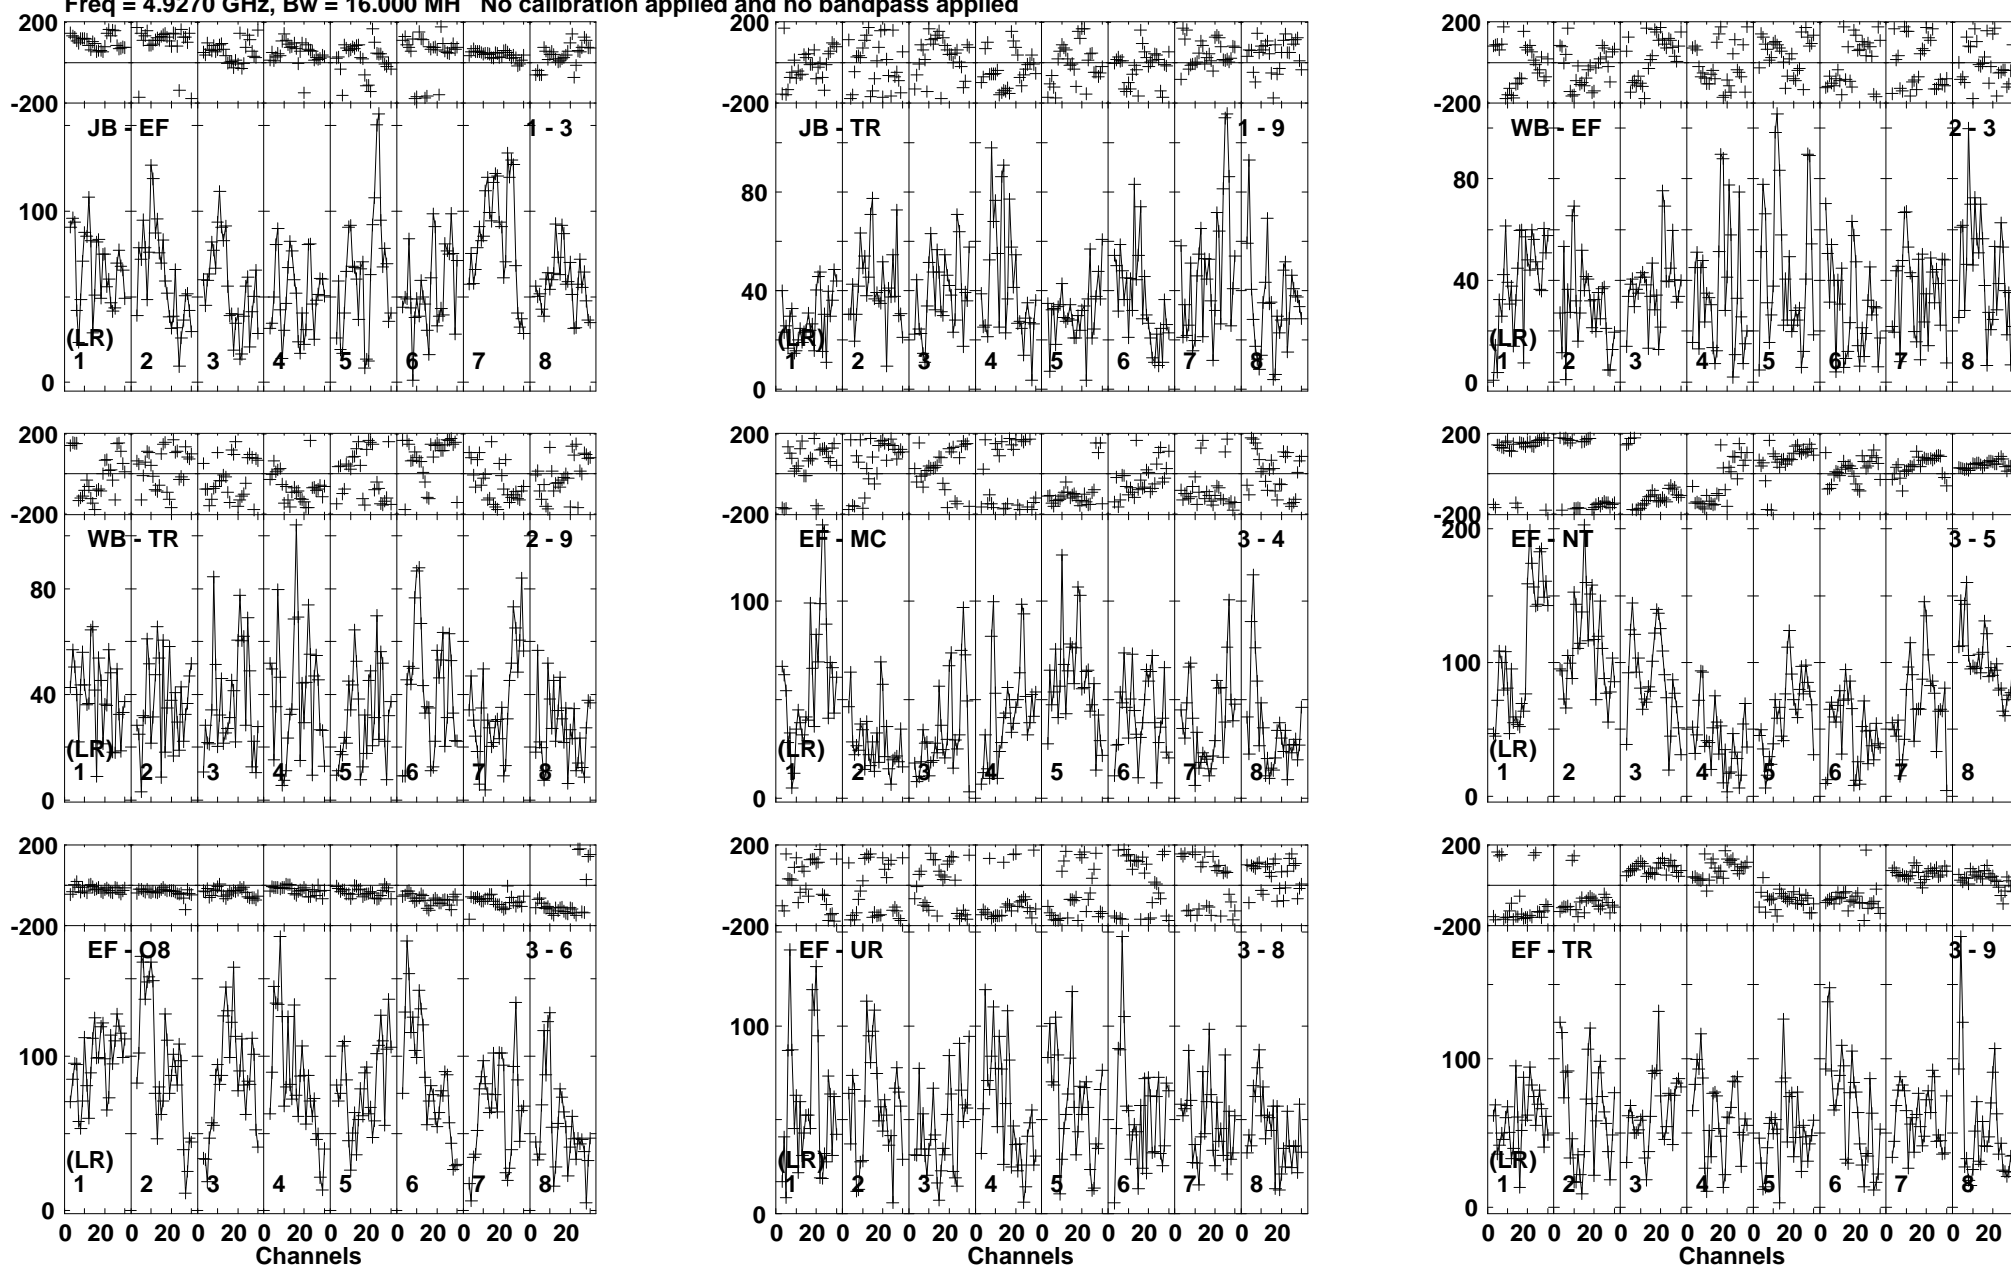 Freq = 4.9270 GHz, Bw = 16.000 MH No calibration applied and no bandpass applied
200
-200
JB - EF 1 - 3
100
0
(LR)
1 2 3 4 5 6 7 8
200
-200
JB - TR 1 - 9
80
40
0
(LR)
1 2 3 4 5 6 7 8
200
-200
WB - EF 2 - 3
80
40
0
(LR)
1 2 3 4 5 6 7 8
200
-200
WB - TR 2 - 9
80
40
0
(LR)
1 2 3 4 5 6 7 8
200
-200
EF - MC 3 - 4
100
0
(LR)
1 2 3 4 5 6 7 8
200
-200
200
EF - NT 3 - 5
100
0
(LR)
1 2 3 4 5 6 7 8
200
-200
EF - O8 3 - 6
100
0
(LR)
1 2 3 4 5 6 7 8
0 20 0 20 0 20 0 20 0 20 0 20 0 20 0 20
Channels
200
-200
EF - UR 3 - 8
100
0
(LR)
1 2 3 4 5 6 7 8
0 20 0 20 0 20 0 20 0 20 0 20 0 20 0 20
Channels
200
-200
EF - TR 3 - 9
100
0
(LR)
1 2 3 4 5 6 7 8
0 20 0 20 0 20 0 20 0 20 0 20 0 20 0 20
Channels